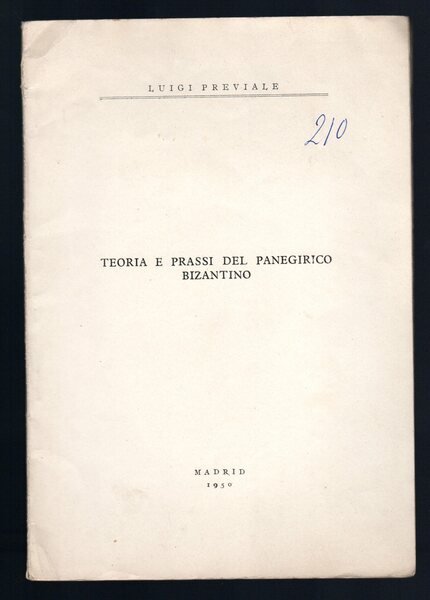 LUIGI PREVIALE
210
TEORIA E PRASSI DEL PANEGIRICO
BIZANTINO
MADRID
1950